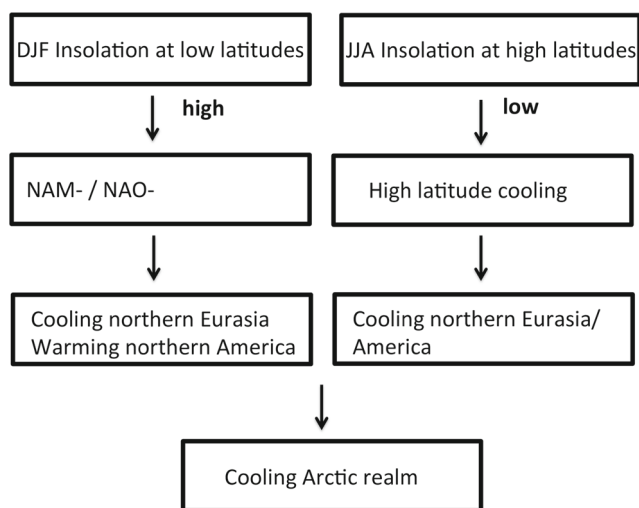 DJF Insolation at low latitudes
JJA Insolation at high latitudes
high
low
NAM- / NAO-
High latitude cooling
Cooling northern Eurasia
Warming northern America
Cooling northern Eurasia/
America
Cooling Arctic realm